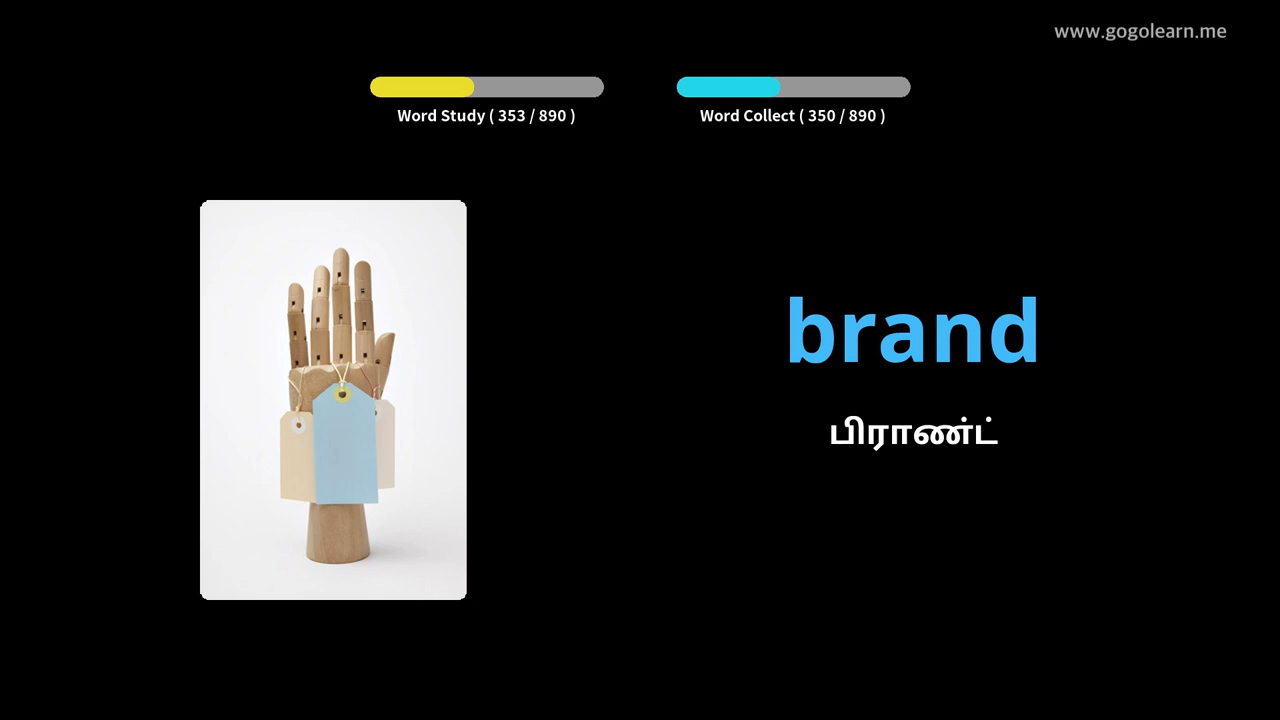 www.gogolearn.me
Word Study ( 353 / 890 )
Word Collect ( 350 / 890 )
brand
பிராண்ட்